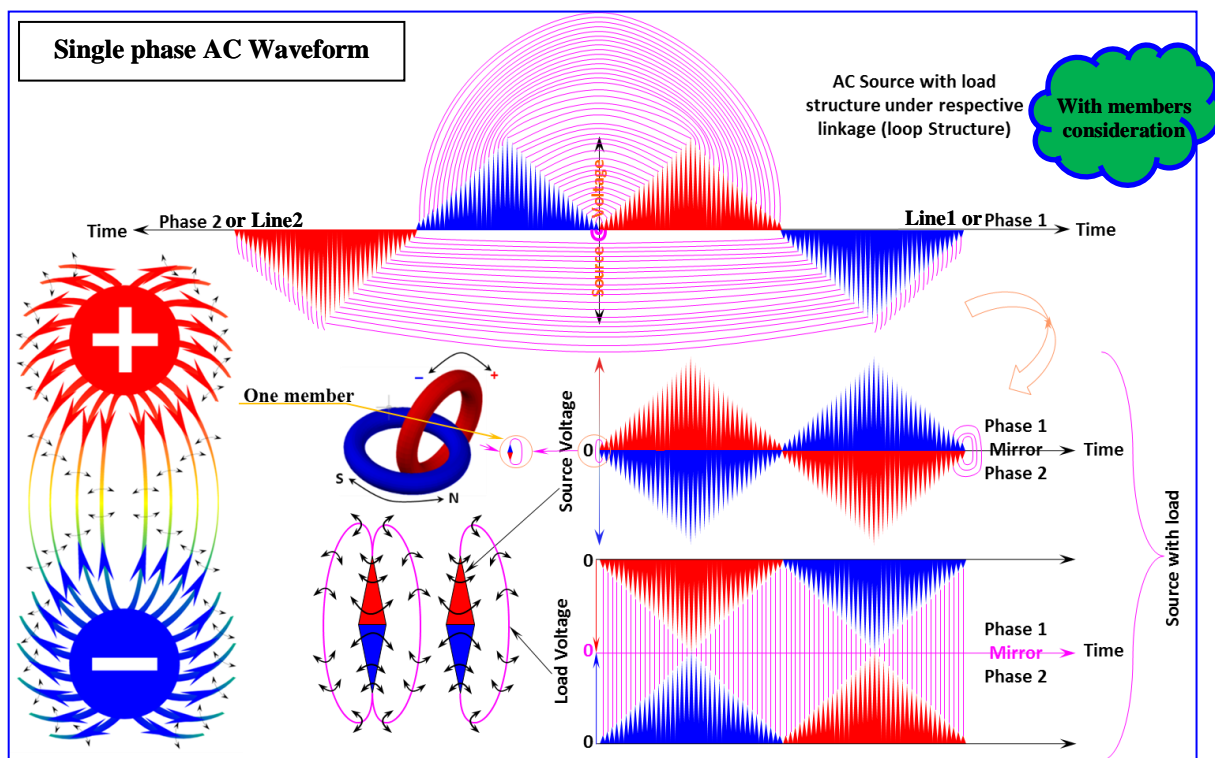 Single phase AC Waveform
AC Source with load
structure under respective
linkage (loop Structure)
With members
consideration
Source Voltage
Time
Phase 2 or Line2
Line1 or Phase 1
Time
+
−
− +
One member
S
N
Source Voltage
0
Phase 1
Mirror
Phase 2
Time
Load Voltage
0
0
0
Phase 1
Mirror
Phase 2
Time
Source with load